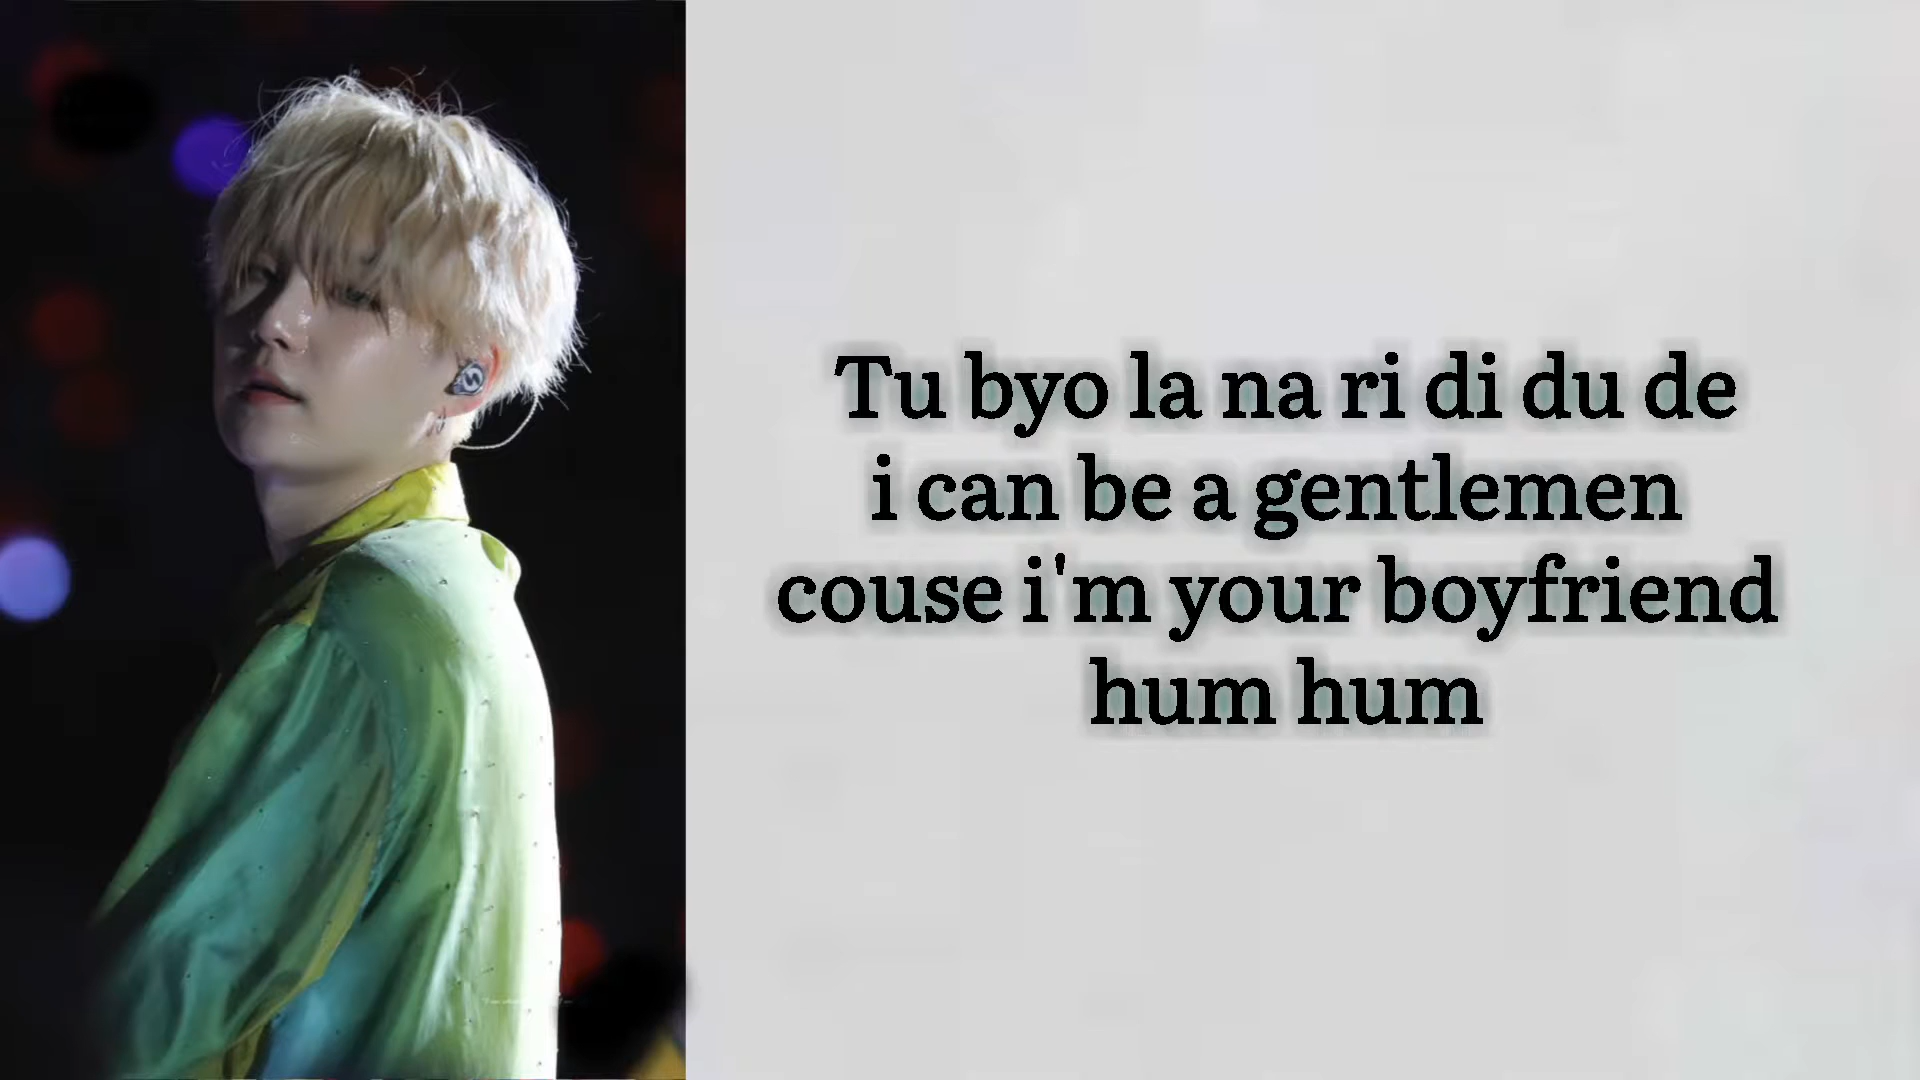 Tu byo la na ri di du de
i can be a gentlemen
couse i'm your boyfriend
hum hum